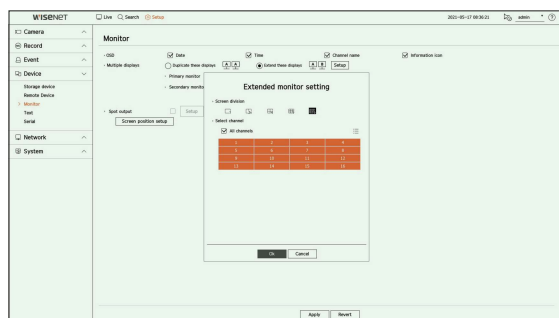 WISENET
Live Search Setup
2021-05-17 08:36:21 admin
Camera
Record
Event
Device
Storage device
Remote Device
Monitor
Text
Serial
Network
System
Monitor
- OSD Date Time Channel name Information icon
- Multiple displays Duplicate these displays A A Extend these displays A B Setup
- Primary monitor
- Secondary monito
- Spot output Setup
Screen position setup
Extended monitor setting
- Screen division
- Select channel
All channels
1 2 3 4
5 6 7 8
9 10 11 12
13 14 15 16
Ok Cancel
Apply Revert